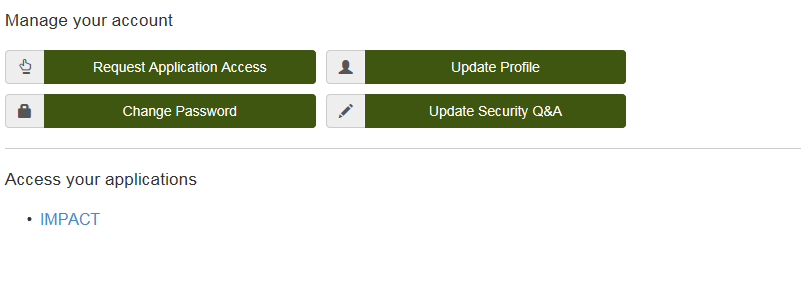 Manage your account
Request Application Access
Update Profile
Change Password
Update Security Q&A
Access your applications
• IMPACT